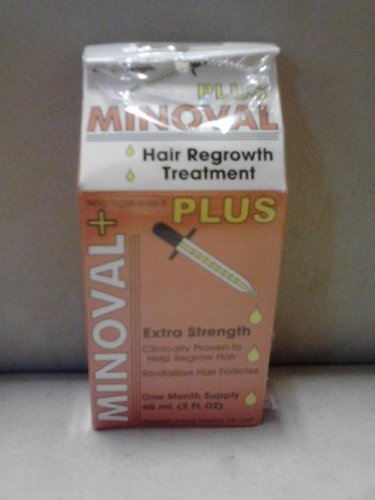 PLUS
MINOVAL
Hair Regrowth
Treatment
PLUS
MINOVAL+
Extra Strength
Clinically Proven to
Help Regrow Hair
Revitalizes Hair Follicles
One Month Supply
60 mL (2 FL OZ)